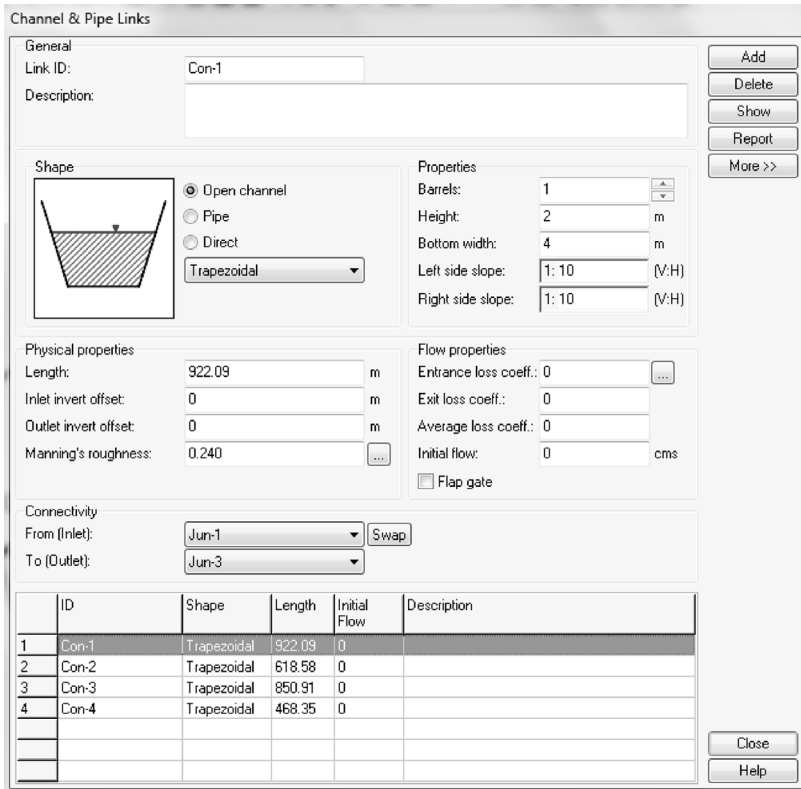 Channel & Pipe Links
General
Link ID: Con-1
Description:
Add
Delete
Show
Report
More >>
Shape
Open channel
Pipe
Direct
Trapezoidal
Properties
Barrels: 1
Height: 2 m
Bottom width: 4 m
Left side slope: 1: 10 (V:H)
Right side slope: 1: 10 (V:H)
Physical properties
Length: 922.09 m
Inlet invert offset: 0 m
Outlet invert offset: 0 m
Manning's roughness: 0.240 ...
Flow properties
Entrance loss coeff.: 0 ...
Exit loss coeff.: 0
Average loss coeff.: 0
Initial flow: 0 cms
Flap gate
Connectivity
From (Inlet): Jun-1 Swap
To (Outlet): Jun-3
ID Shape Length Initial Flow Description
1 Con-1 Trapezoidal 922.09 0
2 Con-2 Trapezoidal 618.58 0
3 Con-3 Trapezoidal 850.91 0
4 Con-4 Trapezoidal 468.35 0
Close
Help